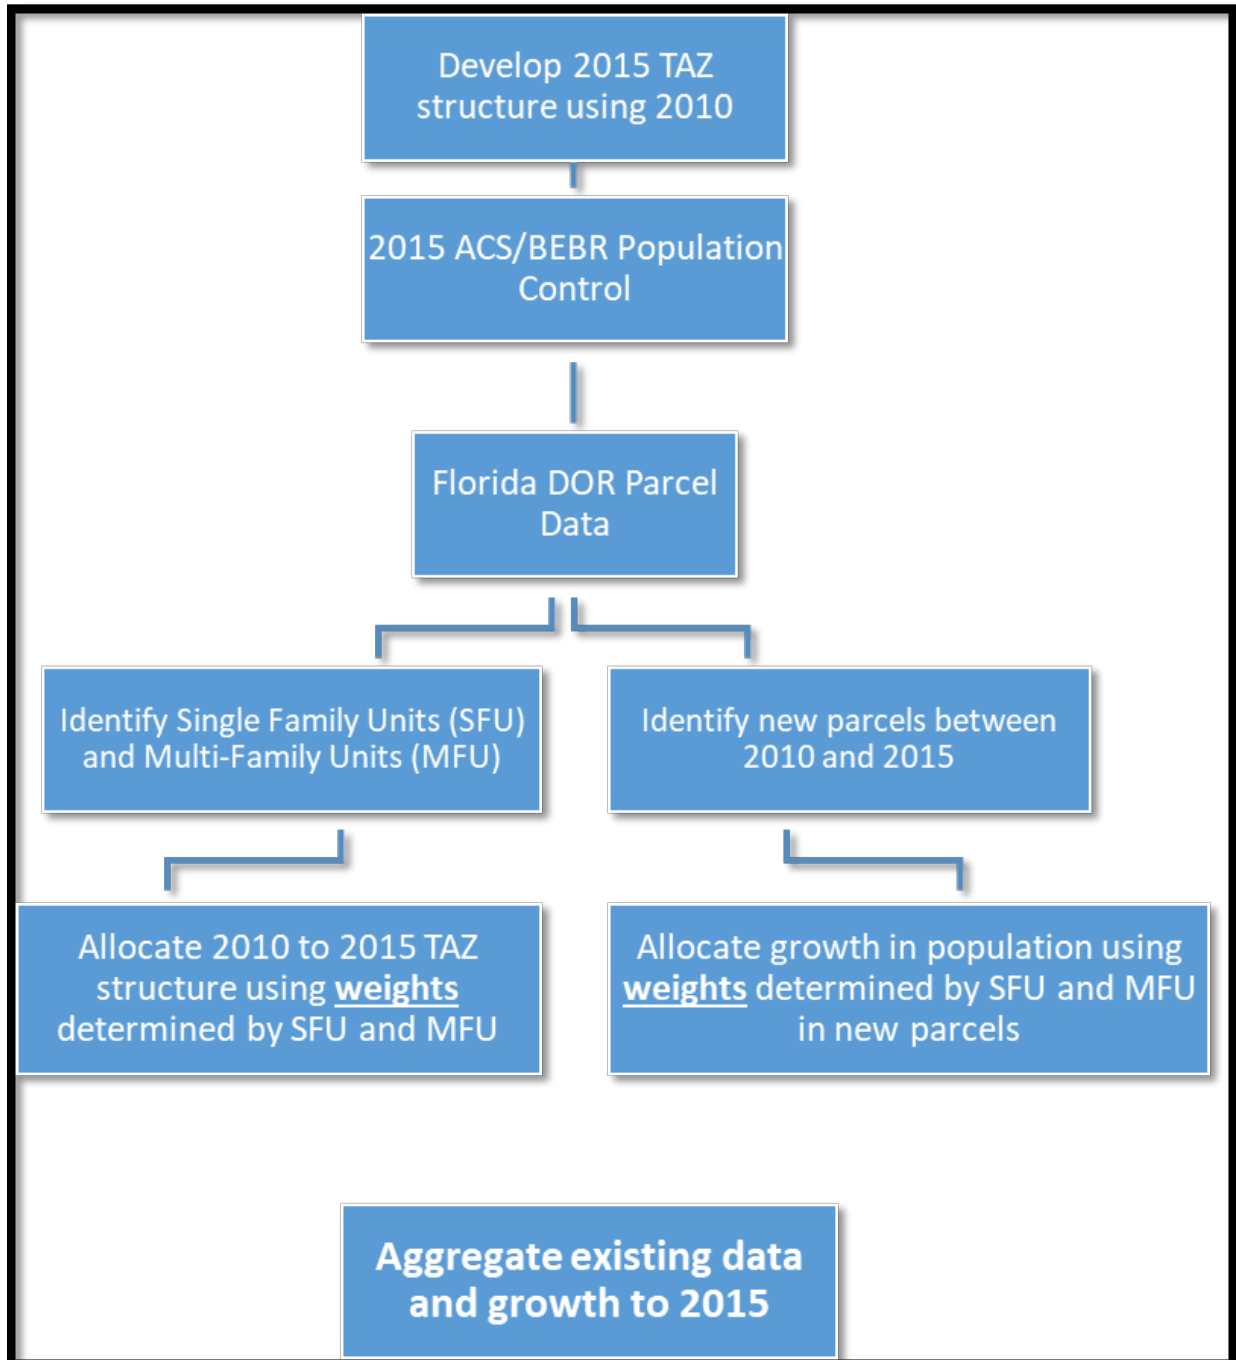 Develop 2015 TAZ
structure using 2010
2015 ACS/BEBR Population
Control
Florida DOR Parcel
Data
Identify Single Family Units (SFU)
and Multi-Family Units (MFU)
Identify new parcels between
2010 and 2015
Allocate 2010 to 2015 TAZ
structure using weights
determined by SFU and MFU
Allocate growth in population using
weights determined by SFU and MFU
in new parcels
Aggregate existing data
and growth to 2015